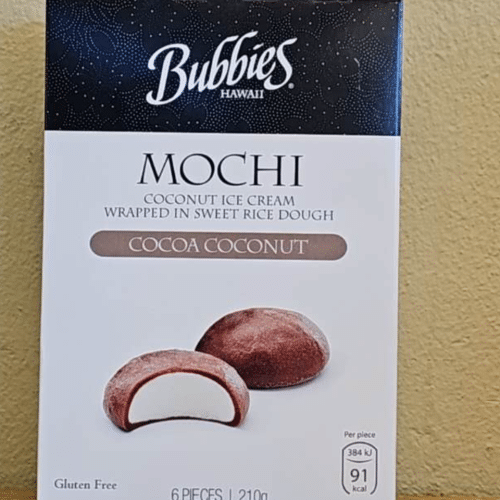 Bubbies®
HAWAII
MOCHI
COCONUT ICE CREAM
WRAPPED IN SWEET RICE DOUGH
COCOA COCONUT
Per piece
384 kJ
91
kcal
Gluten Free
6 PIECES | 210g